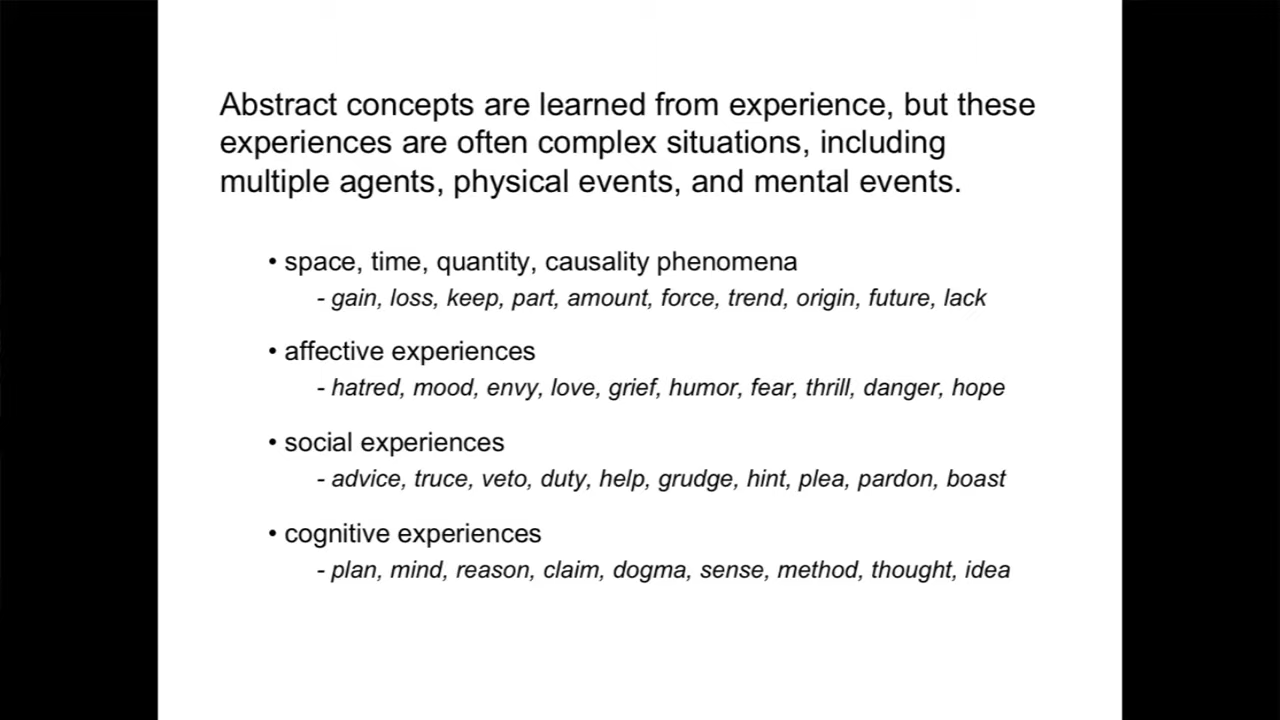 Abstract concepts are learned from experience, but these
experiences are often complex situations, including
multiple agents, physical events, and mental events.
• space, time, quantity, causality phenomena
- gain, loss, keep, part, amount, force, trend, origin, future, lack
• affective experiences
- hatred, mood, envy, love, grief, humor, fear, thrill, danger, hope
• social experiences
- advice, truce, veto, duty, help, grudge, hint, plea, pardon, boast
• cognitive experiences
- plan, mind, reason, claim, dogma, sense, method, thought, idea